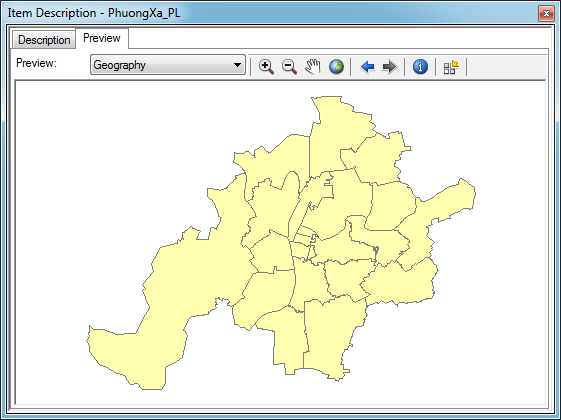 Item Description - PhuongXa_PL
Description Preview
Preview: Geography